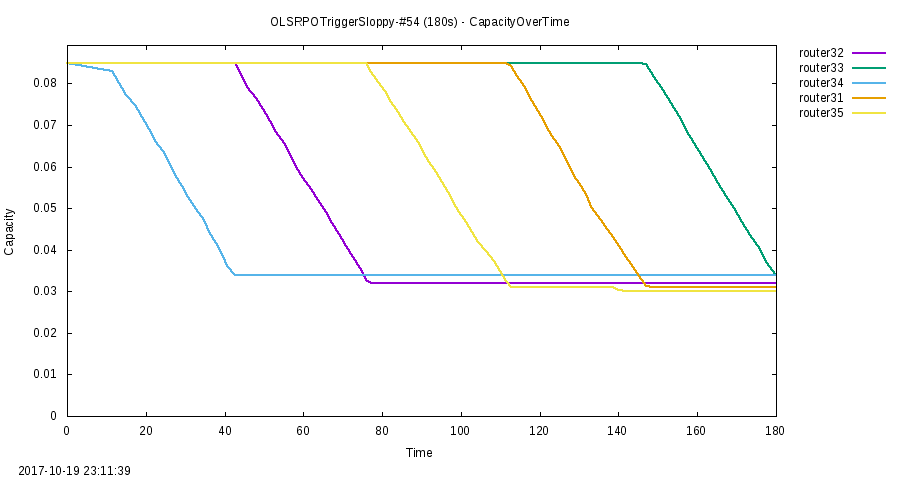 OLSRPOTriggerSloppy-#54 (180s) - CapacityOverTime
router32
router33
router34
router31
router35
0.08
0.07
0.06
0.05
0.04
0.03
0.02
0.01
0
Capacity
0 20 40 60 80 100 120 140 160 180
Time
2017-10-19 23:11:39